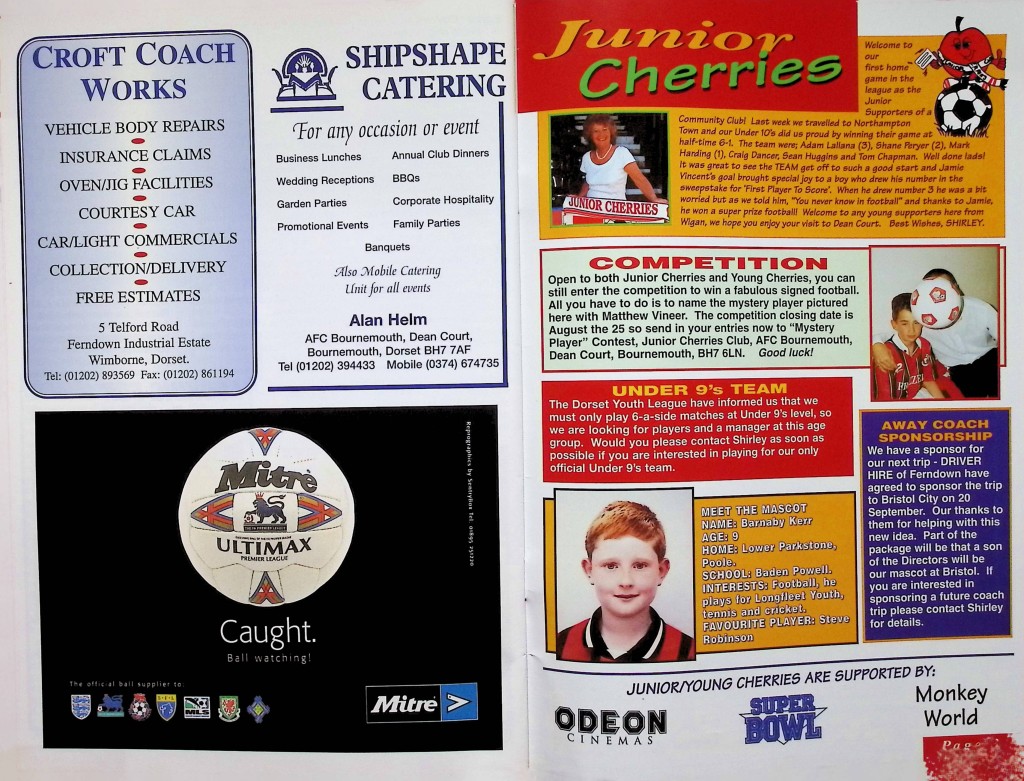 CROFT COACH
WORKS
VEHICLE BODY REPAIRS
INSURANCE CLAIMS
OVEN/JIG FACILITIES
COURTESY CAR
CAR/LIGHT COMMERCIALS
COLLECTION/DELIVERY
FREE ESTIMATES
5 Telford Road
Ferndown Industrial Estate
Wimborne, Dorset.
Tel: (01202) 893569 Fax: (01202) 861194
SHIPSHAPE
CATERING
For any occasion or event
Business Lunches
Annual Club Dinners
Wedding Receptions
BBQs
Garden Parties
Corporate Hospitality
Promotional Events
Family Parties
Banquets
Also Mobile Catering
Unit for all events
Alan Helm
AFC Bournemouth, Dean Court,
Bournemouth, Dorset BH7 7AF
Tel (01202) 394433 Mobile (0374) 674735
Mitre
ULTIMAX
PREMIER LEAGUE
Reprographics by SentryBox Tel: 01895 251220
Caught.
Ball watching!
The official ball supplier to:
MLS
Mitre
Junior
Cherries
Welcome to
our
first home
game in the
league as the
Junior
Supporters of a
Community Club! Last week we travelled to Northampton
Town and our Under 10's did us proud by winning their game at
half-time 6-1. The team were; Adam Lallana (3), Shane Peryer (2), Mark
Harding (1), Craig Dancer, Sean Huggins and Tom Chapman. Well done lads!
It was great to see the TEAM get off to such a good start and Jamie
Vincent's goal brought special joy to a boy who drew his number in the
sweepstake for 'First Player To Score'. When he drew number 3 he was a bit
worried but as we told him, "You never know in football" and thanks to Jamie,
he won a super prize football! Welcome to any young supporters here from
Wigan, we hope you enjoy your visit to Dean Court. Best Wishes, SHIRLEY.
JUNIOR CHERRIES
COMPETITION
Open to both Junior Cherries and Young Cherries, you can
still enter the competition to win a fabulous signed football.
All you have to do is to name the mystery player pictured
here with Matthew Vineer. The competition closing date is
August the 25 so send in your entries now to "Mystery
Player" Contest, Junior Cherries Club, AFC Bournemouth,
Dean Court, Bournemouth, BH7 6LN. Good luck!
UNDER 9's TEAM
The Dorset Youth League have informed us that we
must only play 6-a-side matches at Under 9's level, so
we are looking for players and a manager at this age
group. Would you please contact Shirley as soon as
possible if you are interested in playing for our only
official Under 9's team.
AWAY COACH
SPONSORSHIP
We have a sponsor for
our next trip - DRIVER
HIRE of Ferndown have
agreed to sponsor the trip
to Bristol City on 20
September. Our thanks to
them for helping with this
new idea. Part of the
package will be that a son
of the Directors will be
our mascot at Bristol. If
you are interested in
sponsoring a future coach
trip please contact Shirley
for details.
MEET THE MASCOT
NAME: Barnaby Kerr
AGE: 9
HOME: Lower Parkstone,
Poole.
SCHOOL: Baden Powell.
INTERESTS: Football, he
plays for Longfleet Youth,
tennis and cricket.
FAVOURITE PLAYER: Steve
Robinson
JUNIOR/YOUNG CHERRIES ARE SUPPORTED BY:
ODEON
CINEMAS
SUPER
BOWL
Monkey
World
Page